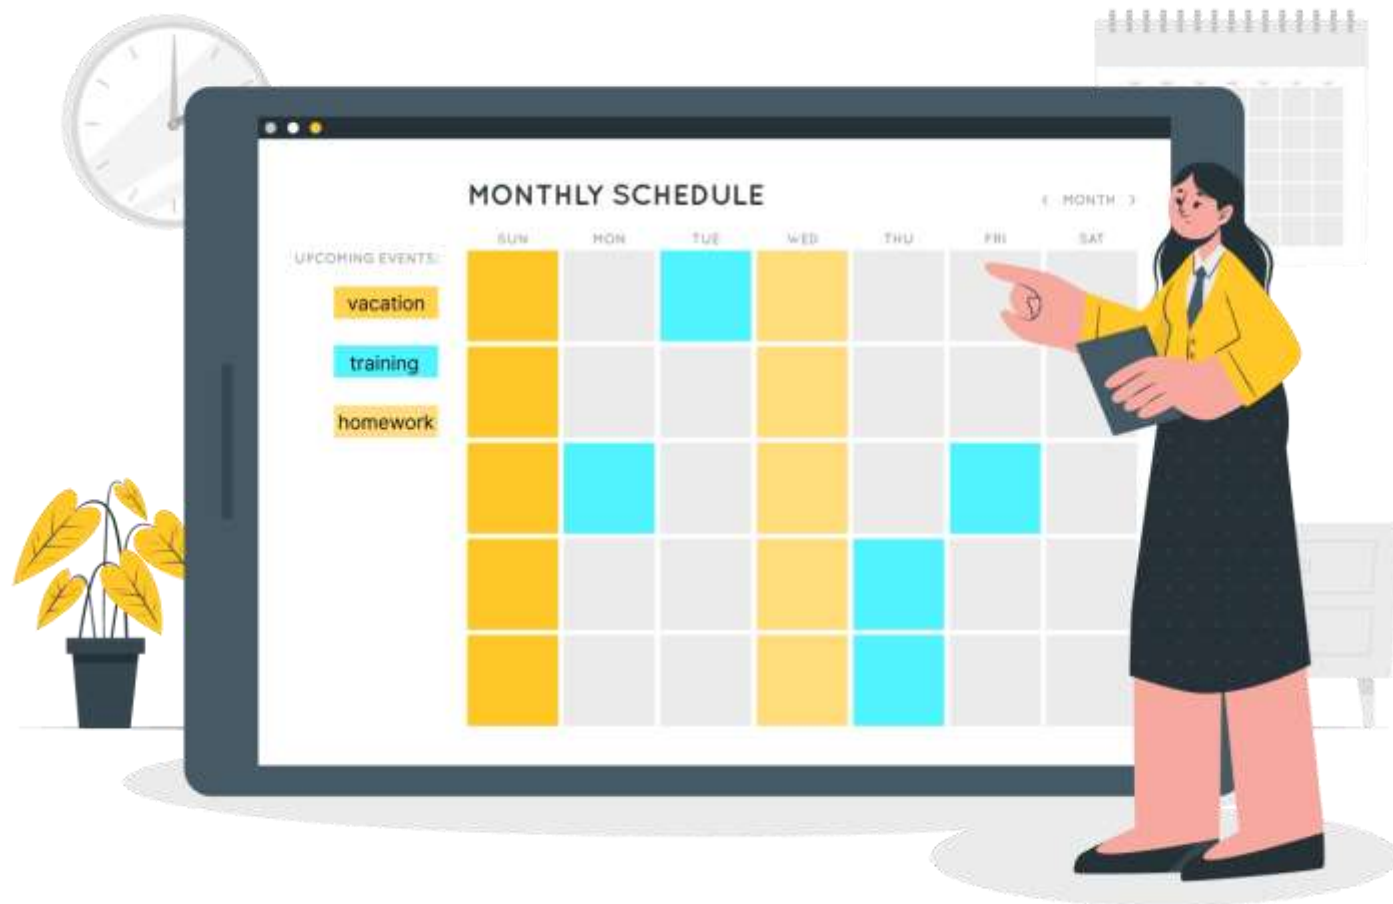 MONTHLY SCHEDULE
< MONTH >
SUN MON TUE WED THU FRI SAT
UPCOMING EVENTS:
vacation
training
homework